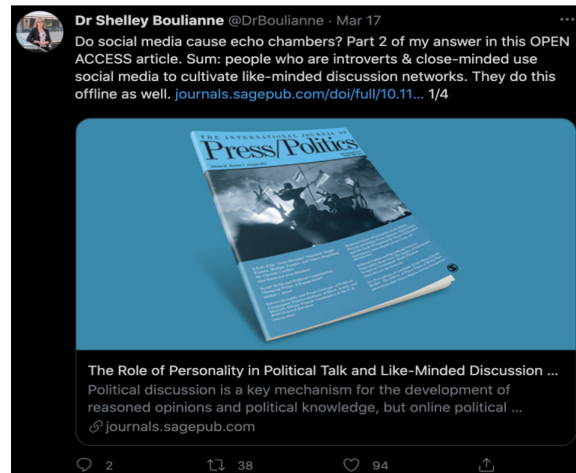 Dr Shelley Boulianne @DrBoulianne · Mar 17
Do social media cause echo chambers? Part 2 of my answer in this OPEN
ACCESS article. Sum: people who are introverts & close-minded use
social media to cultivate like-minded discussion networks. They do this
offline as well. journals.sagepub.com/doi/full/10.11... 1/4
THE INTERNATIONAL JOURNAL OF
Press/Politics
The Role of Personality in Political Talk and Like-Minded Discussion ...
Political discussion is a key mechanism for the development of
reasoned opinions and political knowledge, but online political ...
journals.sagepub.com
2 38 94